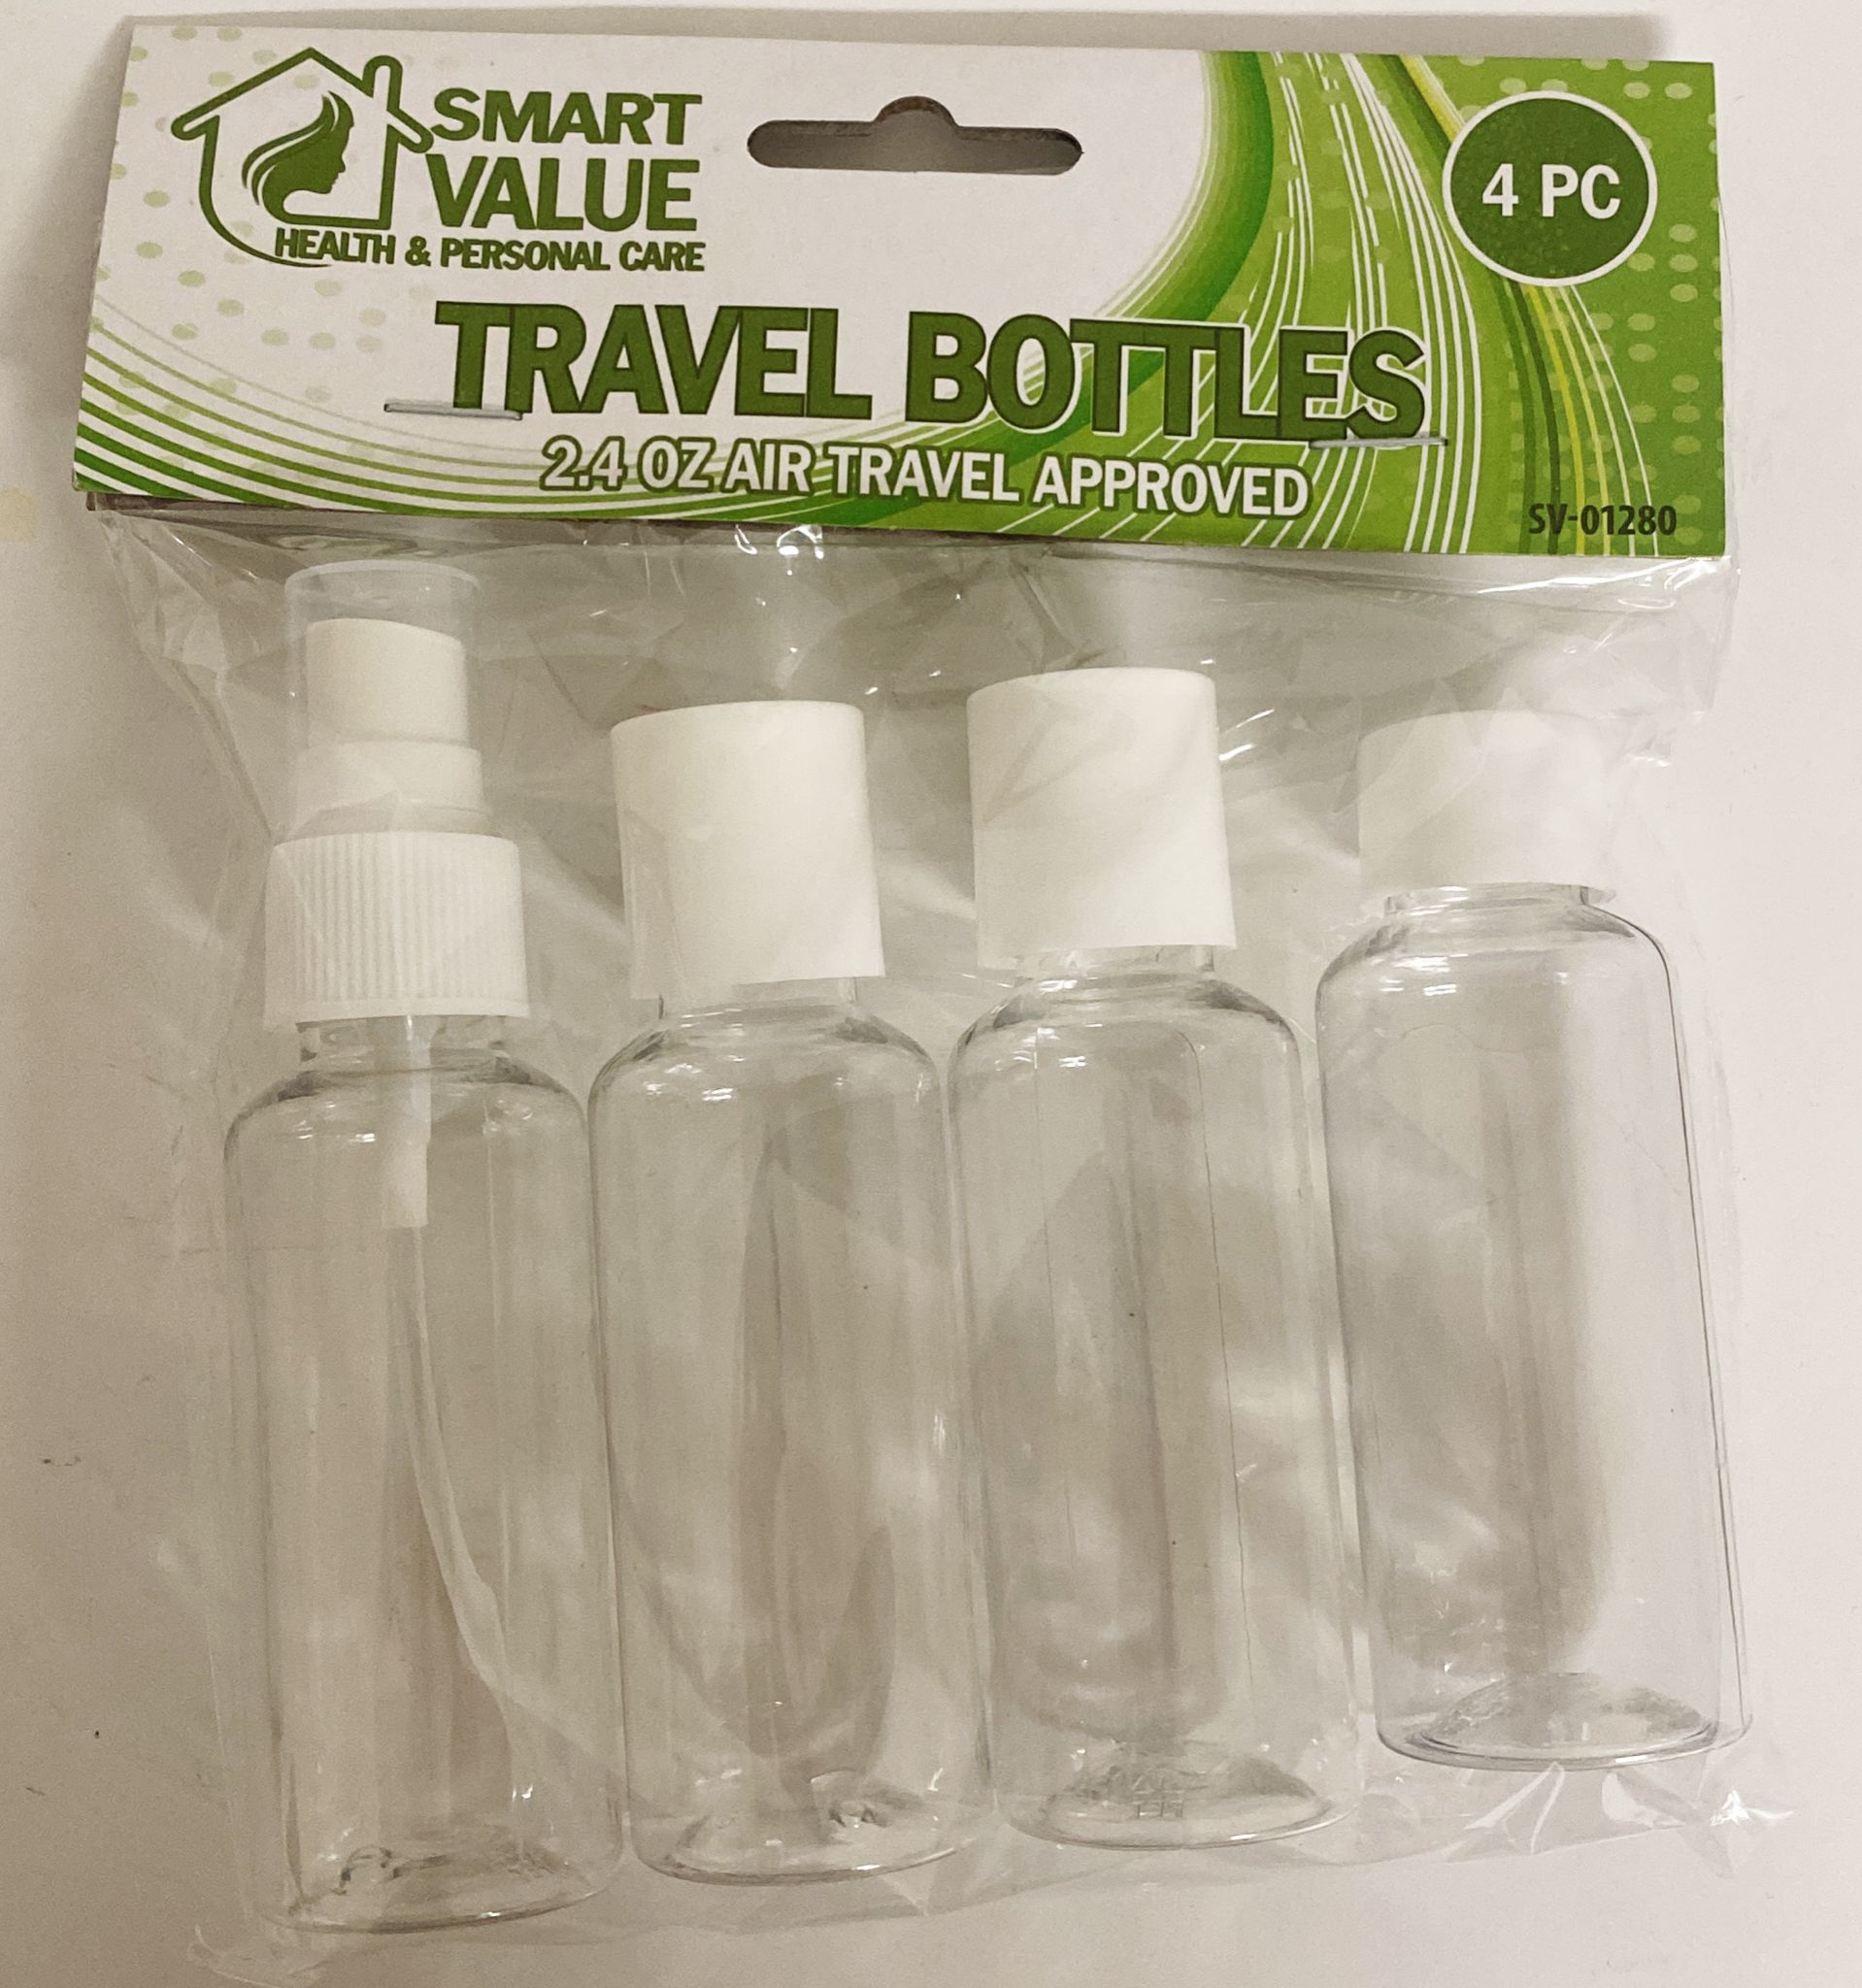 SMART
VALUE
HEALTH & PERSONAL CARE
4 PC
TRAVEL BOTTLES
2.4 OZ AIR TRAVEL APPROVED
SV-01280